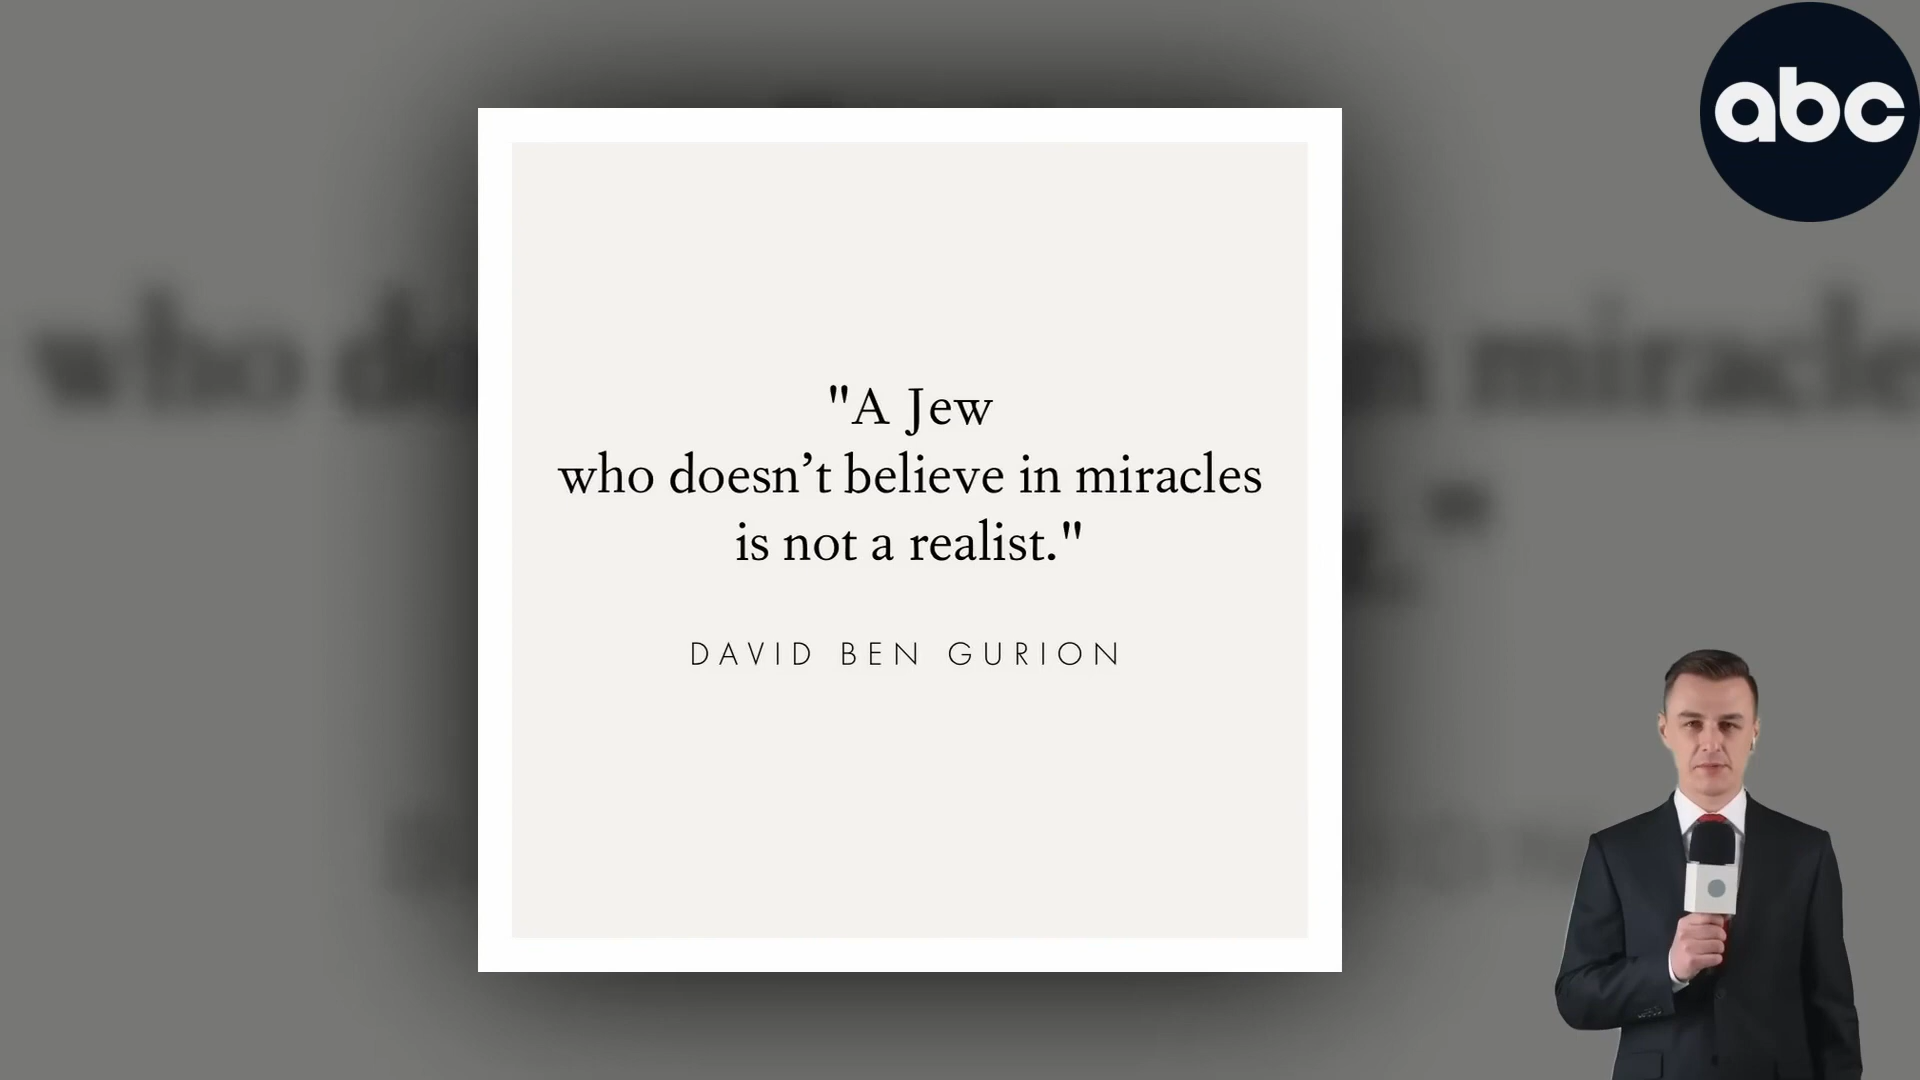 abc
"A Jew
who doesn’t believe in miracles
is not a realist."
DAVID BEN GURION